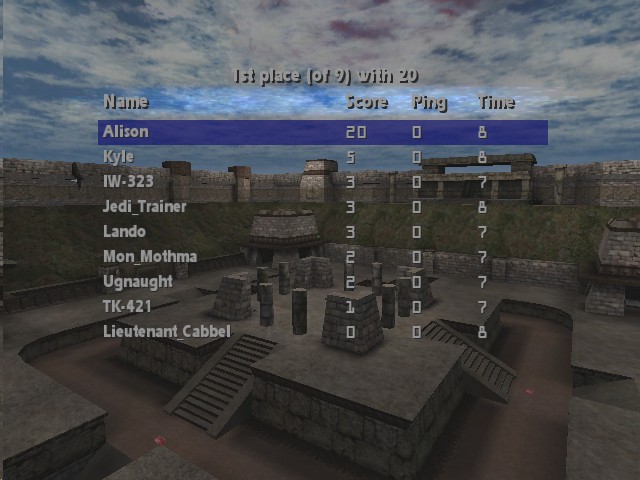 1st place (of 9) with 20
Name Score Ping Time
Alison 20 0 8
Kyle 5 0 8
IW-323 3 0 7
Jedi_Trainer 3 0 8
Lando 3 0 7
Mon_Mothma 2 0 7
Ugnaught 2 0 7
TK-421 1 0 7
Lieutenant_Cabbel 0 0 8